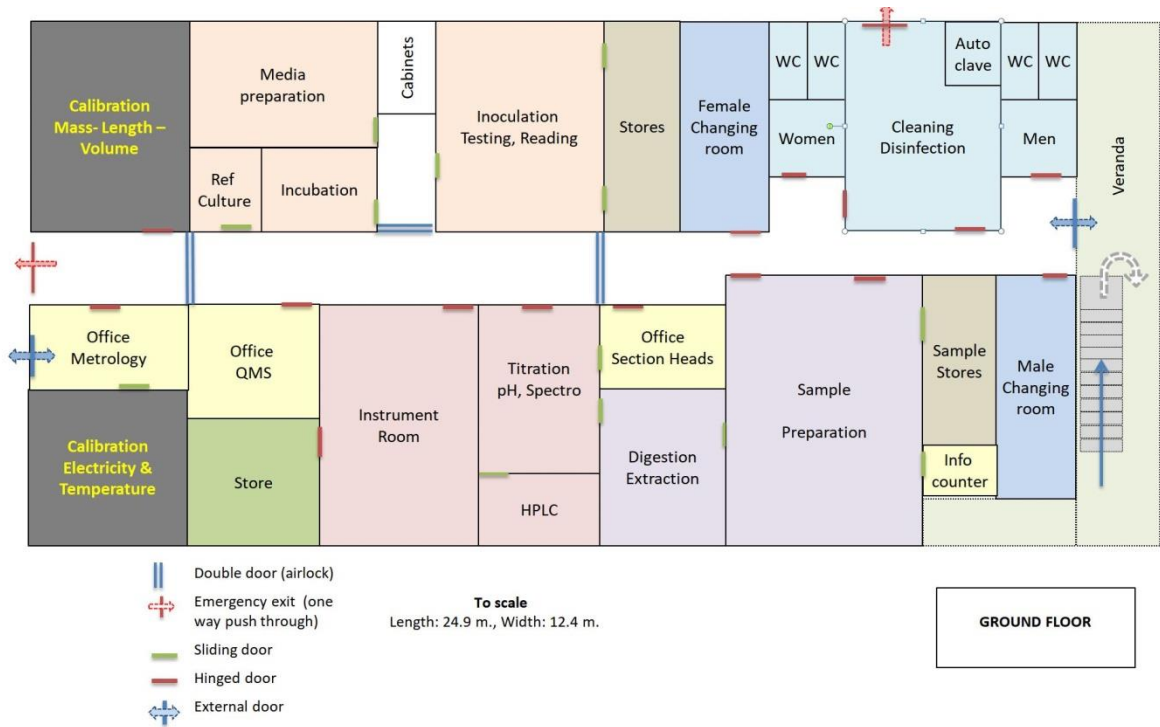 Calibration
Mass- Length –
Volume
Media
preparation
Cabinets
Ref
Culture
Incubation
Inoculation
Testing, Reading
Stores
Female
Changing
room
WC
WC
Women
Cleaning
Disinfection
Auto
clave
WC
WC
Men
Veranda
Office
Metrology
Calibration
Electricity &
Temperature
Office
QMS
Store
Instrument
Room
Titration
pH, Spectro
HPLC
Office
Section Heads
Digestion
Extraction
Sample
Preparation
Sample
Stores
Info
counter
Male
Changing
room
Double door (airlock)
Emergency exit (one
way push through)
Sliding door
Hinged door
External door
To scale
Length: 24.9 m., Width: 12.4 m.
GROUND FLOOR